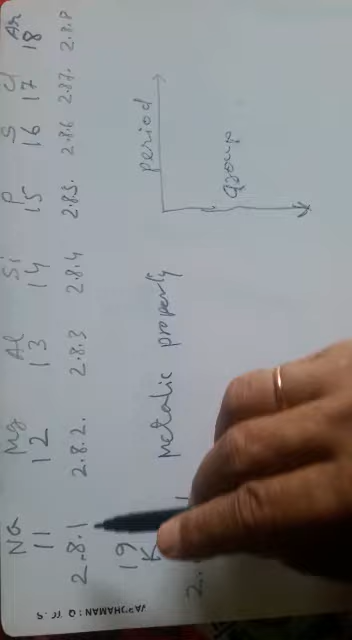 Na Mg Al Si P S Cl Ar
11 12 13 14 15 16 17 18
2.8.1 2.8.2. 2.8.3 2.8.4 2.8.5. 2.8.6 2.8.7. 2.8.8
19
K
2.
metalic property
period
group